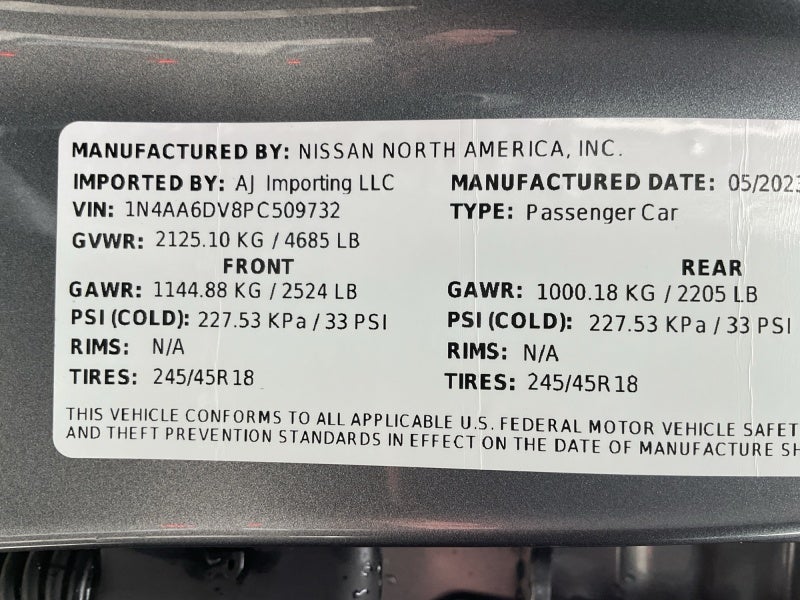 MANUFACTURED BY: NISSAN NORTH AMERICA, INC.
IMPORTED BY: AJ Importing LLC MANUFACTURED DATE: 05/2023
VIN: 1N4AA6DV8PC509732 TYPE: Passenger Car
GVWR: 2125.10 KG / 4685 LB
FRONT REAR
GAWR: 1144.88 KG / 2524 LB GAWR: 1000.18 KG / 2205 LB
PSI (COLD): 227.53 KPa / 33 PSI PSI (COLD): 227.53 KPa / 33 PSI
RIMS: N/A RIMS: N/A
TIRES: 245/45R18 TIRES: 245/45R18
THIS VEHICLE CONFORMS TO ALL APPLICABLE U.S. FEDERAL MOTOR VEHICLE
AND THEFT PREVENTION STANDARDS IN EFFECT ON THE DATE OF MANUFACTURE